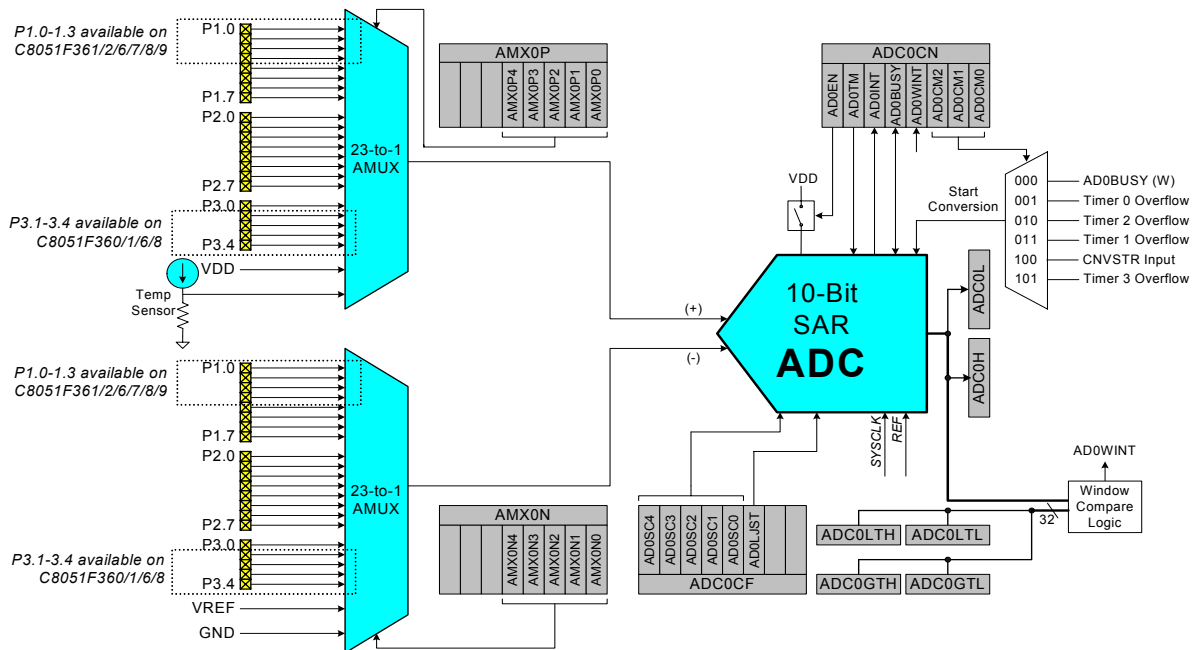 P1.0-1.3 available on
C8051F361/2/6/7/8/9
P1.0
P1.7
P2.0
P2.7
P3.1-3.4 available on
C8051F360/1/6/8
P3.0
P3.4
VDD
Temp
Sensor
23-to-1
AMUX
AMX0P
AMX0P4
AMX0P3
AMX0P2
AMX0P1
AMX0P0
ADC0CN
AD0EN
AD0TM
AD0INT
AD0BUSY
AD0WINT
AD0CM2
AD0CM1
AD0CM0
VDD
Start
Conversion
000
AD0BUSY (W)
001
Timer 0 Overflow
010
Timer 2 Overflow
011
Timer 1 Overflow
100
CNVSTR Input
101
Timer 3 Overflow
(+)
(-)
10-Bit
SAR
ADC
ADC0L
ADC0H
SYSCLK
REF
P1.0-1.3 available on
C8051F361/2/6/7/8/9
P1.0
P1.7
P2.0
P2.7
P3.1-3.4 available on
C8051F360/1/6/8
P3.0
P3.4
VREF
GND
23-to-1
AMUX
AMX0N
AMX0N4
AMX0N3
AMX0N2
AMX0N1
AMX0N0
AD0SC4
AD0SC3
AD0SC2
AD0SC1
AD0SC0
AD0LJST
ADC0CF
AD0WINT
Window
Compare
Logic
32
ADC0LTH
ADC0LTL
ADC0GTH
ADC0GTL